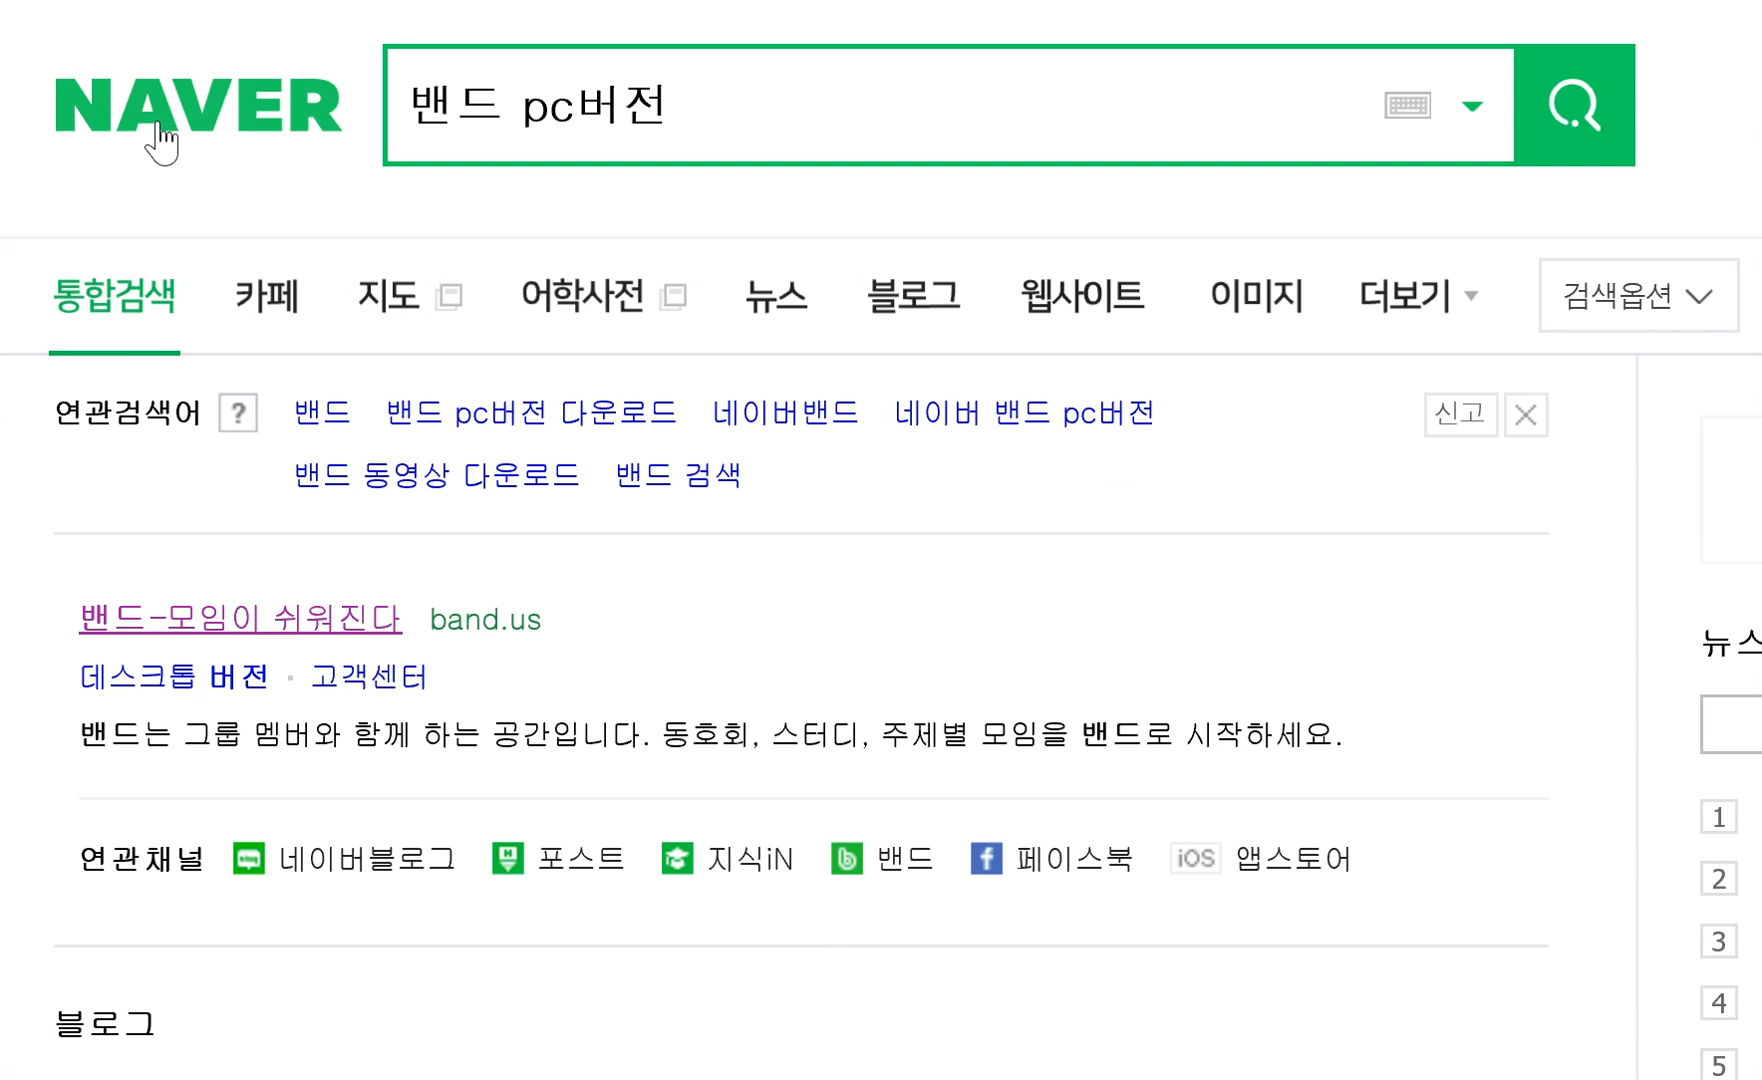 NAVER
밴드 pc버전
통합검색 카페 지도 어학사전 뉴스 블로그 웹사이트 이미지 더보기 검색옵션
연관검색어 ? 밴드 밴드 pc버전 다운로드 네이버밴드 네이버 밴드 pc버전 신고
밴드 동영상 다운로드 밴드 검색
밴드-모임이 쉬워진다 band.us
데스크톱 버전 · 고객센터
밴드는 그룹 멤버와 함께 하는 공간입니다. 동호회, 스터디, 주제별 모임을 밴드로 시작하세요.
연관채널 네이버블로그 포스트 지식iN 밴드 페이스북 iOS 앱스토어
블로그
뉴스
1
2
3
4
5